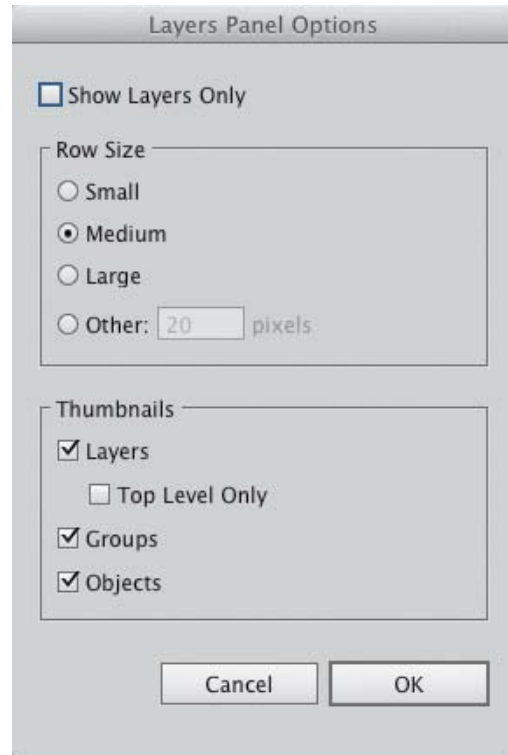 Layers Panel Options
Show Layers Only
Row Size
Small
Medium
Large
Other: 20 pixels
Thumbnails
Layers
Top Level Only
Groups
Objects
Cancel OK